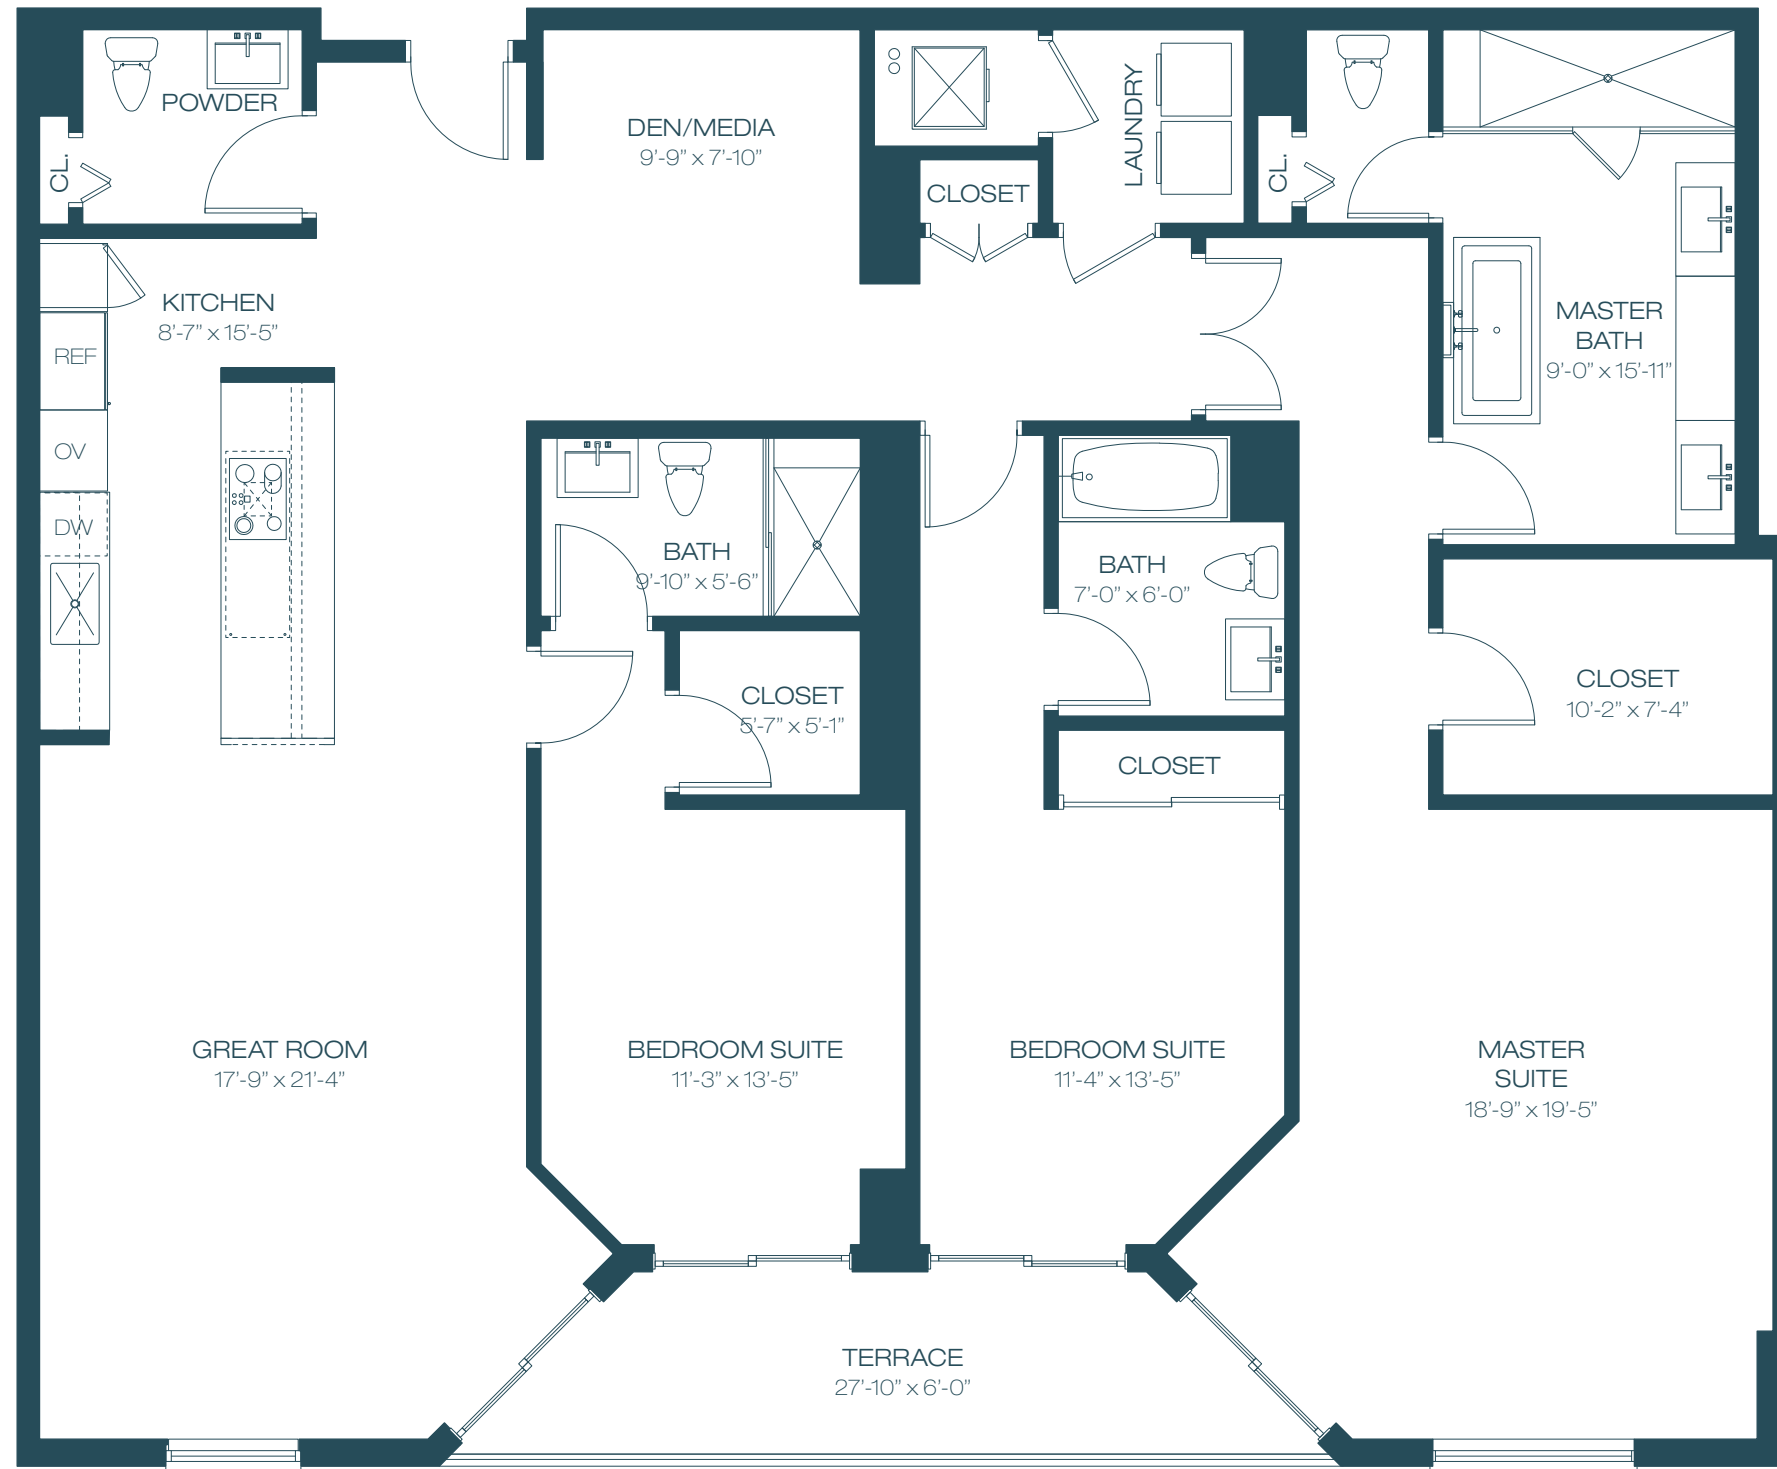 POWDER
CL.
DEN/MEDIA
9'-9" x 7'-10"
LAUNDRY
CLOSET
CL.
KITCHEN
8'-7" x 15'-5"
REF
OV
DW
MASTER
BATH
9'-0" x 15'-11"
BATH
9'-10" x 5'-6"
BATH
7'-0" x 6'-0"
CLOSET
5'-7" x 5'-1"
CLOSET
10'-2" x 7'-4"
CLOSET
GREAT ROOM
17'-9" x 21'-4"
BEDROOM SUITE
11'-3" x 13'-5"
BEDROOM SUITE
11'-4" x 13'-5"
MASTER
SUITE
18'-9" x 19'-5"
TERRACE
27'-10" x 6'-0"